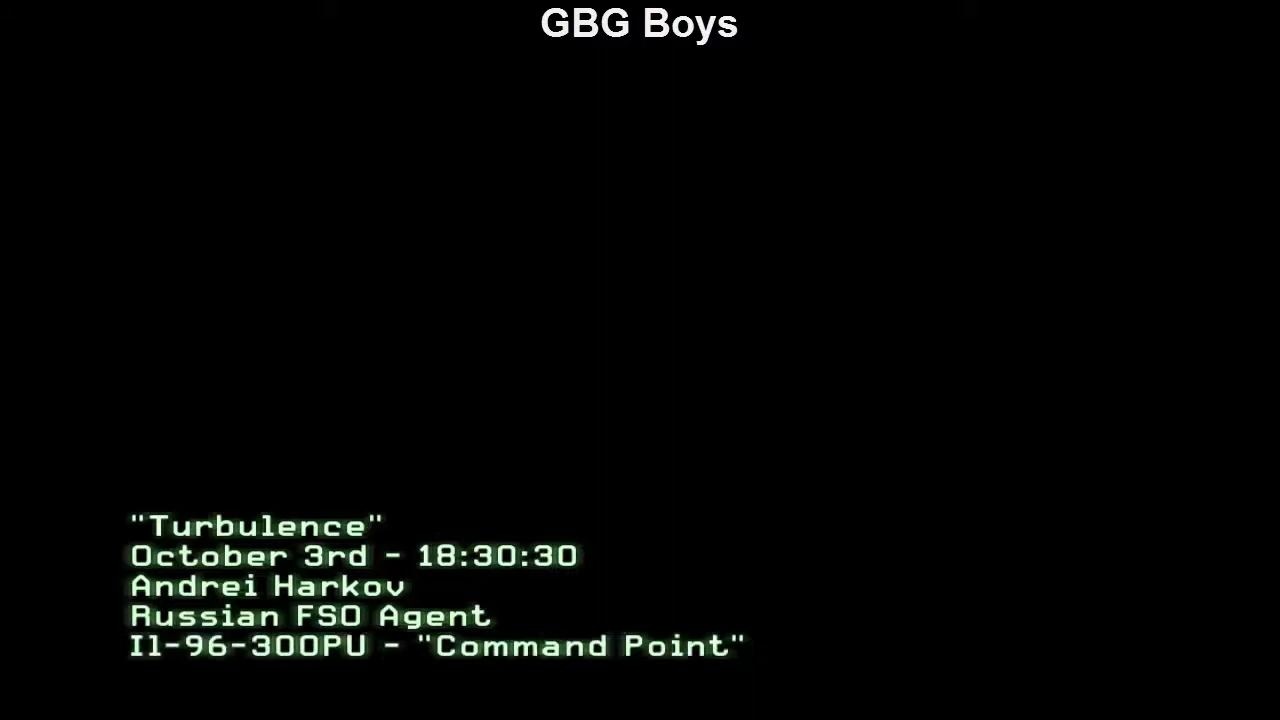 GBG Boys
"Turbulence"
October 3rd - 18:30:30
Andrei Harkov
Russian FSO Agent
Il-96-300PU - "Command Point"